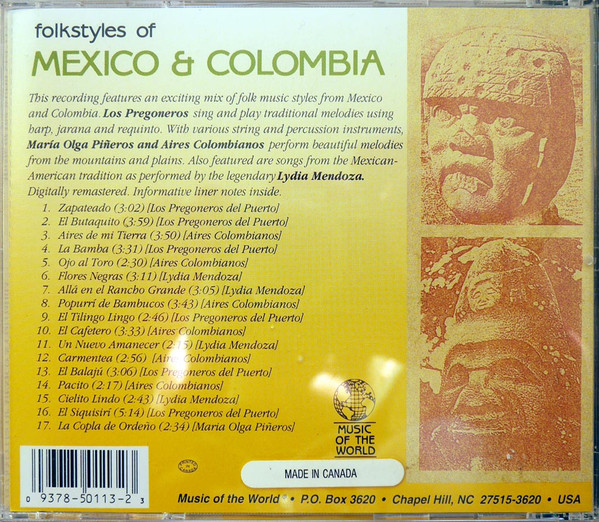 folkstyles of
MEXICO & COLOMBIA
This recording features an exciting mix of folk music styles from Mexico
and Colombia. Los Pregoneros sing and play traditional melodies using
harp, jarana and requinto. With various string and percussion instruments,
María Olga Piñeros and Aires Colombianos perform beautiful melodies
from the mountains and plains. Also featured are songs from the Mexican-
American tradition as performed by the legendary Lydia Mendoza.
Digitally remastered. Informative liner notes inside.
1. Zapateado (3:02) [Los Pregoneros del Puerto]
2. El Butaquito (3:59) [Los Pregoneros del Puerto]
3. Aires de mi Tierra (3:50) [Aires Colombianos]
4. La Bamba (3:31) [Los Pregoneros del Puerto]
5. Ojo al Toro (2:30) [Aires Colombianos]
6. Flores Negras (3:11) [Lydia Mendoza]
7. Allá en el Rancho Grande (3:05) [Lydia Mendoza]
8. Popurrí de Bambucos (3:43) [Aires Colombianos]
9. El Tilingo Lingo (2:46) [Los Pregoneros del Puerto]
10. El Cafetero (3:33) [Aires Colombianos]
11. Un Nuevo Amanecer (2:15) [Lydia Mendoza]
12. Carmentea (2:56) [Aires Colombianos]
13. El Balajú (3:06) [Los Pregoneros del Puerto]
14. Pacito (2:17) [Aires Colombianos]
15. Cielito Lindo (2:43) [Lydia Mendoza]
16. El Siquisirí (5:14) [Los Pregoneros del Puerto]
17. La Copla de Ordeño (2:34) [María Olga Piñeros]
MUSIC
OF THE
WORLD
MADE IN CANADA
0 9378-50113-2 3
Music of the World • P.O. Box 3620 • Chapel Hill, NC 27515-3620 • USA